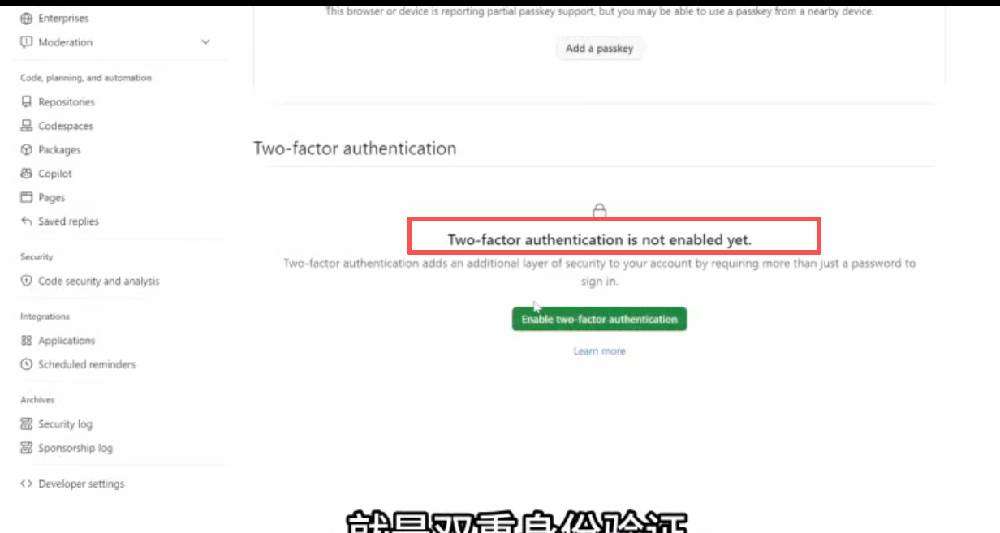 This browser or device is reporting partial passkey support, but you may be able to use a passkey from a nearby device.
Add a passkey
Enterprises
Moderation
Code, planning, and automation
Repositories
Codespaces
Packages
Copilot
Pages
Saved replies
Security
Code security and analysis
Integrations
Applications
Scheduled reminders
Archives
Security log
Sponsorship log
Developer settings
Two-factor authentication
Two-factor authentication is not enabled yet.
Two-factor authentication adds an additional layer of security to your account by requiring more than just a password to
sign in.
Enable two-factor authentication
Learn more
就是双重身份验证